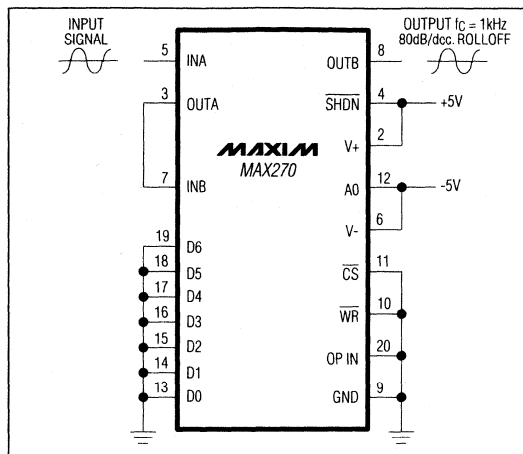 INPUT
SIGNAL
OUTPUT fC = 1kHz
80dB/dcc. ROLLOFF
5 INA
OUTB 8
3 OUTA
SHDN 4
+5V
V+ 2
MAXIM
MAX270
7 INB
A0 12
-5V
V- 6
19 D6
18 D5
CS 11
17 D4
16 D3
WR 10
15 D2
OP IN 20
14 D1
13 D0
GND 9